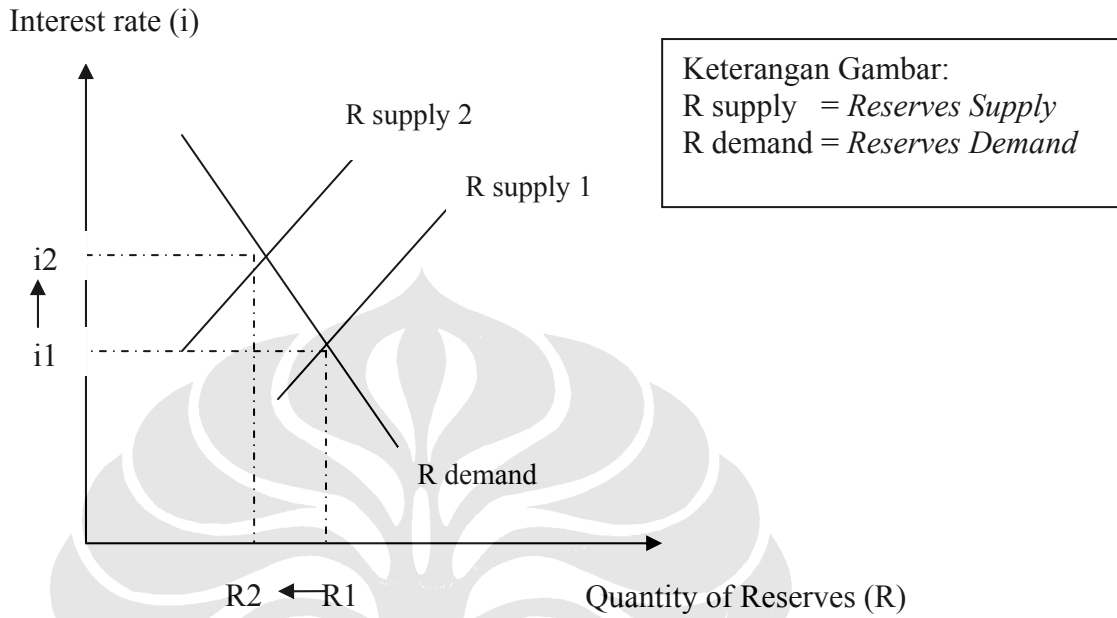 Interest rate (i)
Keterangan Gambar:
R supply = Reserves Supply
R demand = Reserves Demand
R supply 2
R supply 1
i2
i1
R demand
R2
R1
Quantity of Reserves (R)